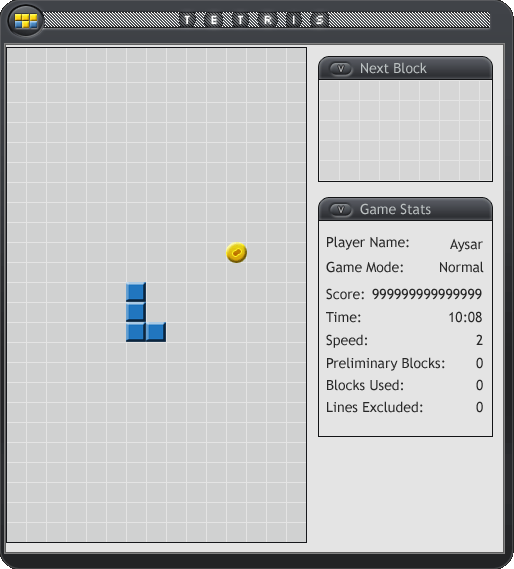 TETRIS
Next Block
Game Stats
Player Name: Aysar
Game Mode: Normal
Score: 999999999999999
Time: 10:08
Speed: 2
Preliminary Blocks: 0
Blocks Used: 0
Lines Excluded: 0